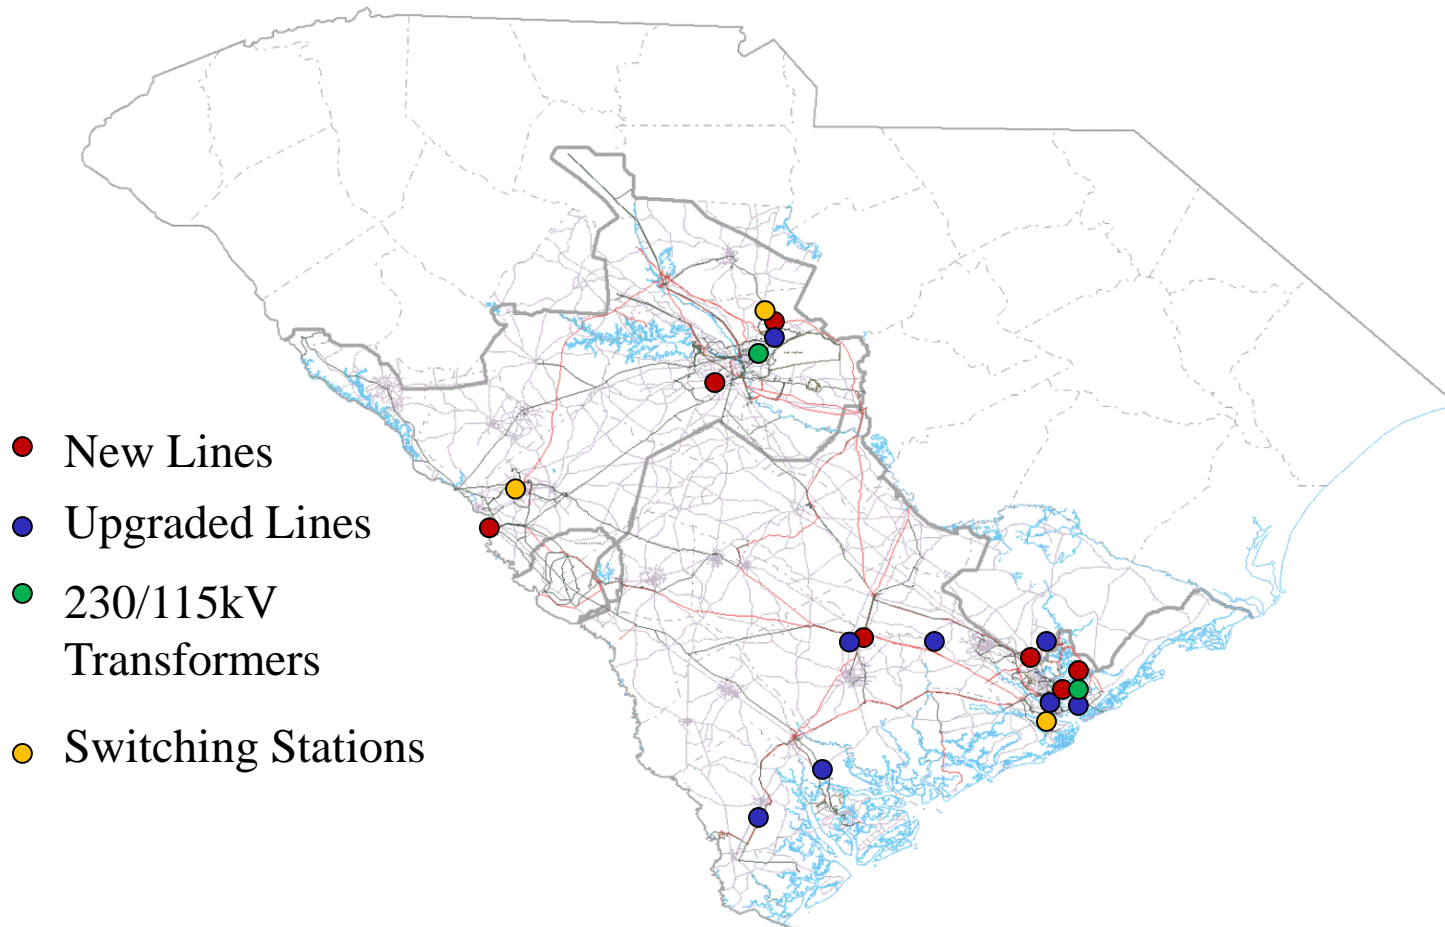 New Lines
Upgraded Lines
230/115kV
Transformers
Switching Stations